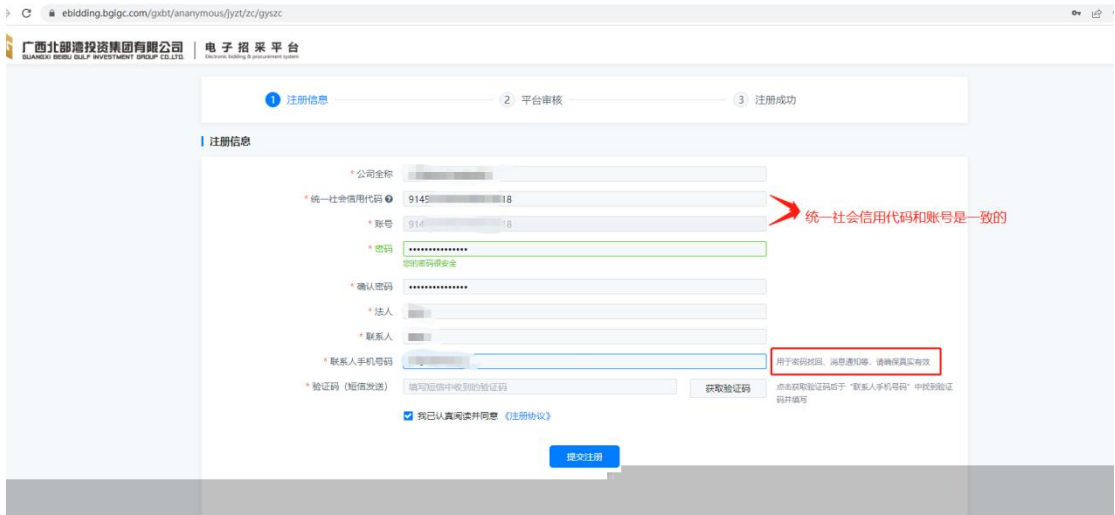 ebidding.bgigc.com/gxbt/ananymous/jyzt/zc/gyszc
广西北部湾投资集团有限公司
GUANGXI BEIBU GULF INVESTMENT GROUP CO.,LTD.
电子招采平台
Electronic bidding & procurement system
1 注册信息
2 平台审核
3 注册成功
注册信息
* 公司全称
* 统一社会信用代码 9145 18
* 账号 914 8
统一社会信用代码和账号是一致的
* 密码 •••••••••••••••
您的密码很安全
* 确认密码 •••••••••••••••
* 法人
* 联系人
* 联系人手机号码
用于密码找回、消息通知等，请确保真实有效
* 验证码（短信发送） 填写短信中收到的验证码 获取验证码
点击获取验证码后于“联系人手机号码”中找到验证
码并填写
我已认真阅读并同意 《注册协议》
提交注册